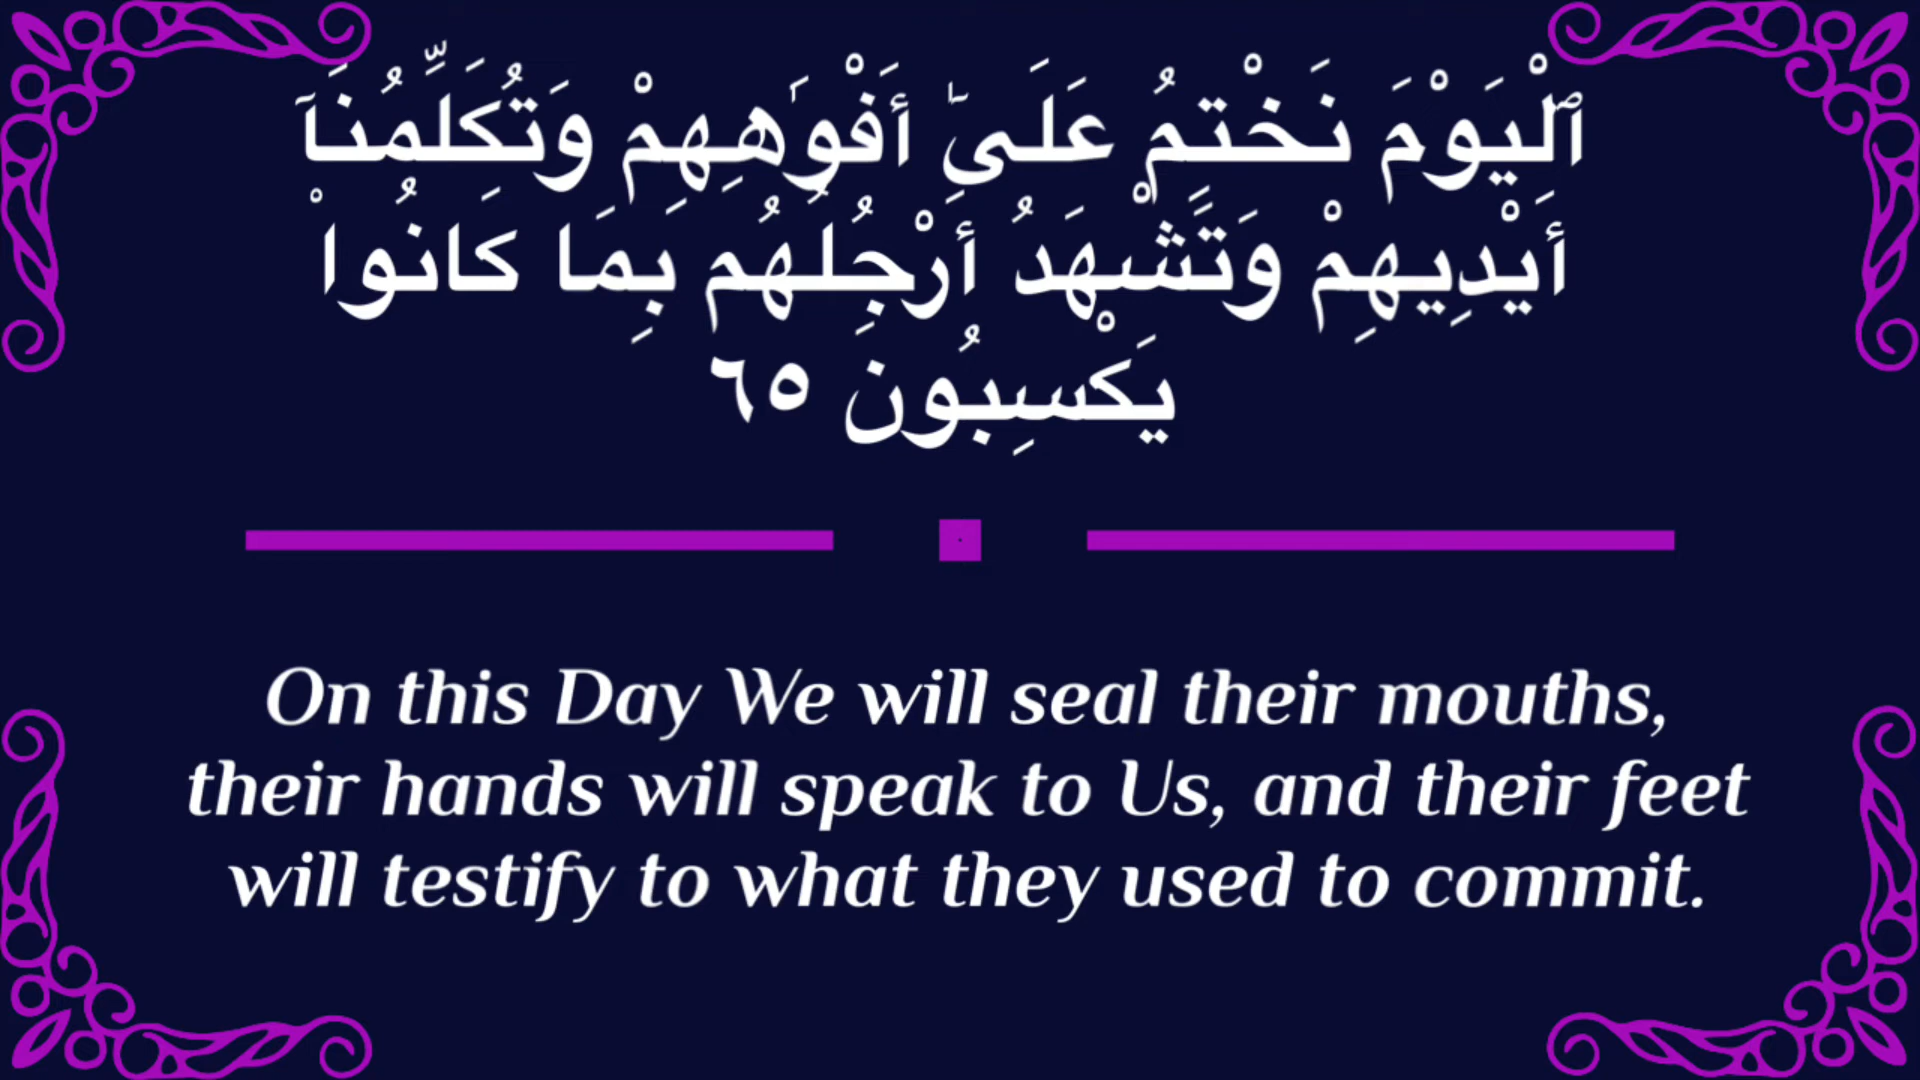 ٱلْيَوْمَ نَخْتِمُ عَلَىٰٓ أَفْوَٰهِهِمْ وَتُكَلِّمُنَآ
أَيْدِيهِمْ وَتَشْهَدُ أَرْجُلُهُم بِمَا كَانُوا۟
يَكْسِبُونَ ٦٥
On this Day We will seal their mouths,
their hands will speak to Us, and their feet
will testify to what they used to commit.